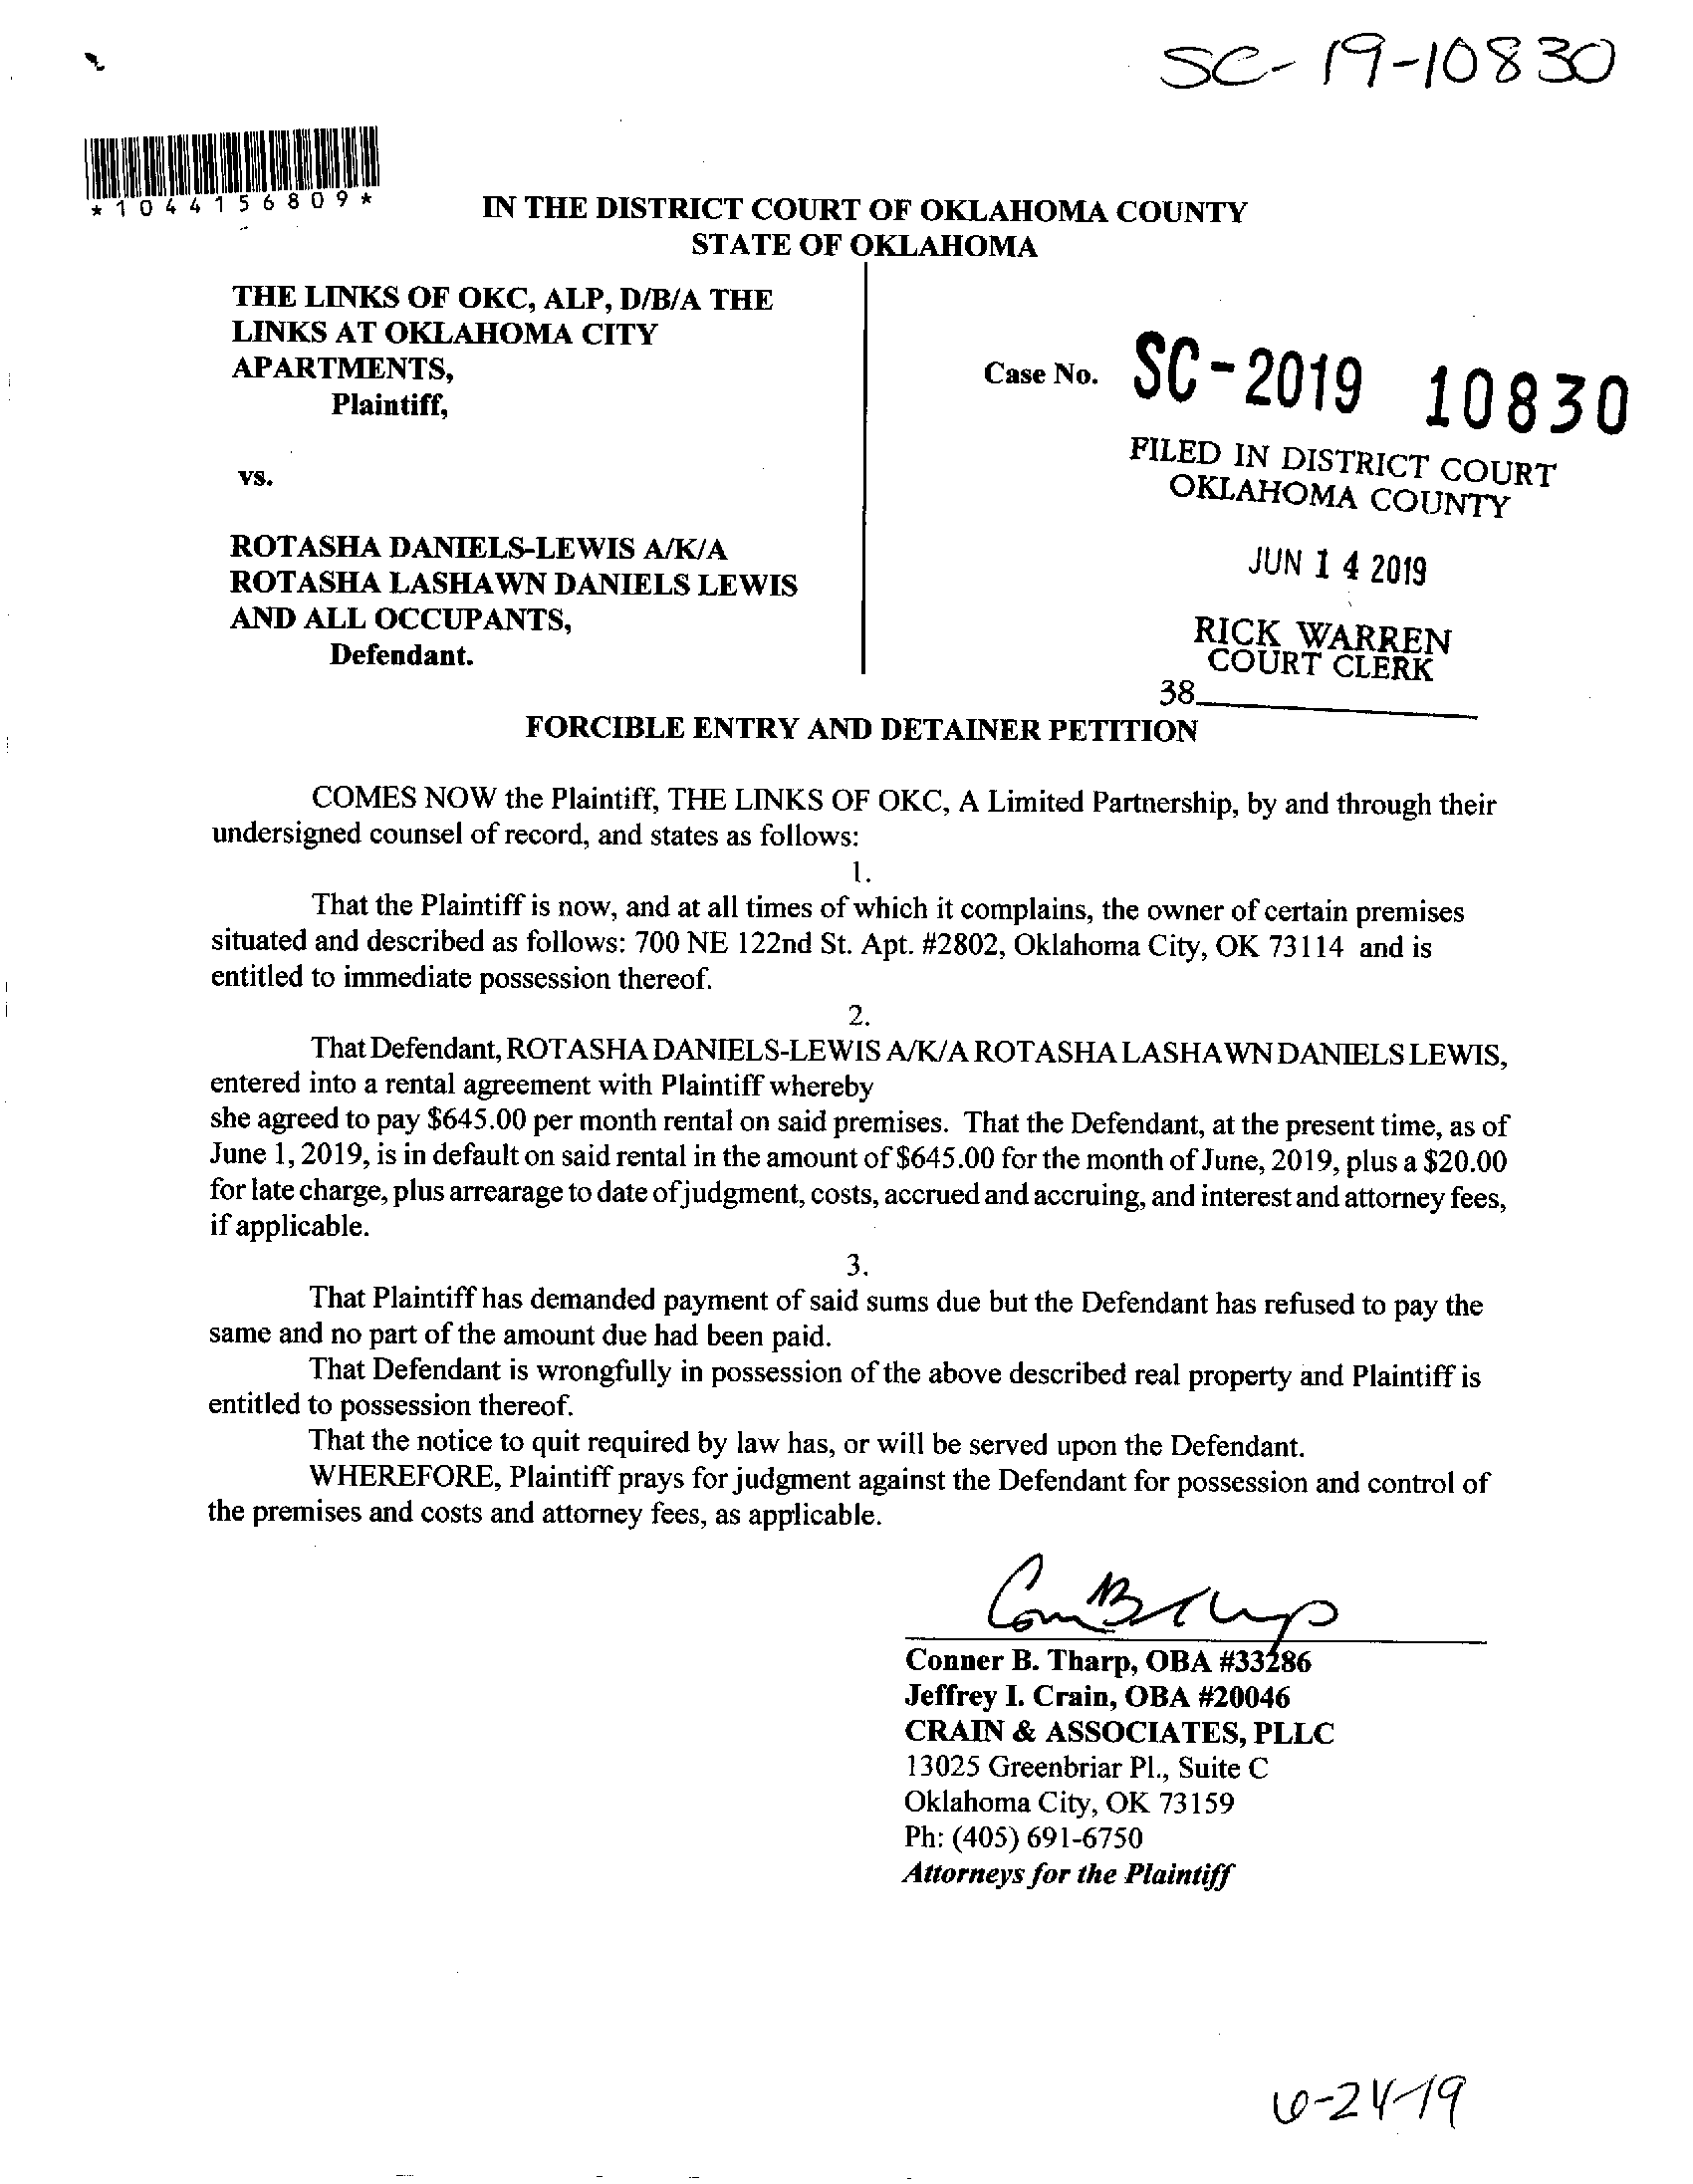 SC-19-10830
*1044156809*
IN THE DISTRICT COURT OF OKLAHOMA COUNTY
STATE OF OKLAHOMA
THE LINKS OF OKC, ALP, D/B/A THE
LINKS AT OKLAHOMA CITY
APARTMENTS,
Plaintiff,
vs.
ROTASHA DANIELS-LEWIS A/K/A
ROTASHA LASHAWN DANIELS LEWIS
AND ALL OCCUPANTS,
Defendant.
Case No. SC-2019 10830
FILED IN DISTRICT COURT
OKLAHOMA COUNTY
JUN 14 2019
RICK WARREN
COURT CLERK
38
FORCIBLE ENTRY AND DETAINER PETITION
COMES NOW the Plaintiff, THE LINKS OF OKC, A Limited Partnership, by and through their
undersigned counsel of record, and states as follows:
1.
That the Plaintiff is now, and at all times of which it complains, the owner of certain premises
situated and described as follows: 700 NE 122nd St. Apt. #2802, Oklahoma City, OK 73114 and is
entitled to immediate possession thereof.
2.
That Defendant, ROTASHA DANIELS-LEWIS A/K/A ROTASHA LASHAWN DANIELS LEWIS,
entered into a rental agreement with Plaintiff whereby
she agreed to pay $645.00 per month rental on said premises. That the Defendant, at the present time, as of
June 1, 2019, is in default on said rental in the amount of $645.00 for the month of June, 2019, plus a $20.00
for late charge, plus arrearage to date of judgment, costs, accrued and accruing, and interest and attorney fees,
if applicable.
3.
That Plaintiff has demanded payment of said sums due but the Defendant has refused to pay the
same and no part of the amount due had been paid.
That Defendant is wrongfully in possession of the above described real property and Plaintiff is
entitled to possession thereof.
That the notice to quit required by law has, or will be served upon the Defendant.
WHEREFORE, Plaintiff prays for judgment against the Defendant for possession and control of
the premises and costs and attorney fees, as applicable.
Conner B. Tharp, OBA #33286
Jeffrey I. Crain, OBA #20046
CRAIN & ASSOCIATES, PLLC
13025 Greenbriar Pl., Suite C
Oklahoma City, OK 73159
Ph: (405) 691-6750
Attorneys for the Plaintiff
6-24-19